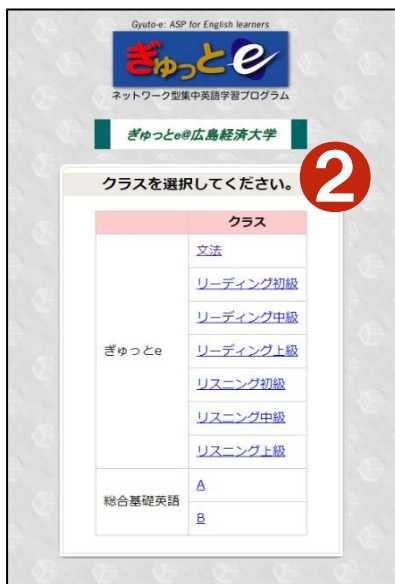 Gyuto-e: ASP for English learners
ぎゅっとe
ネットワーク型集中英語学習プログラム
ぎゅっとe@広島経済大学
クラスを選択してください。
2
クラス
ぎゅっとe
文法
リーディング初級
リーディング中級
リーディング上級
リスニング初級
リスニング中級
リスニング上級
総合基礎英語
A
B